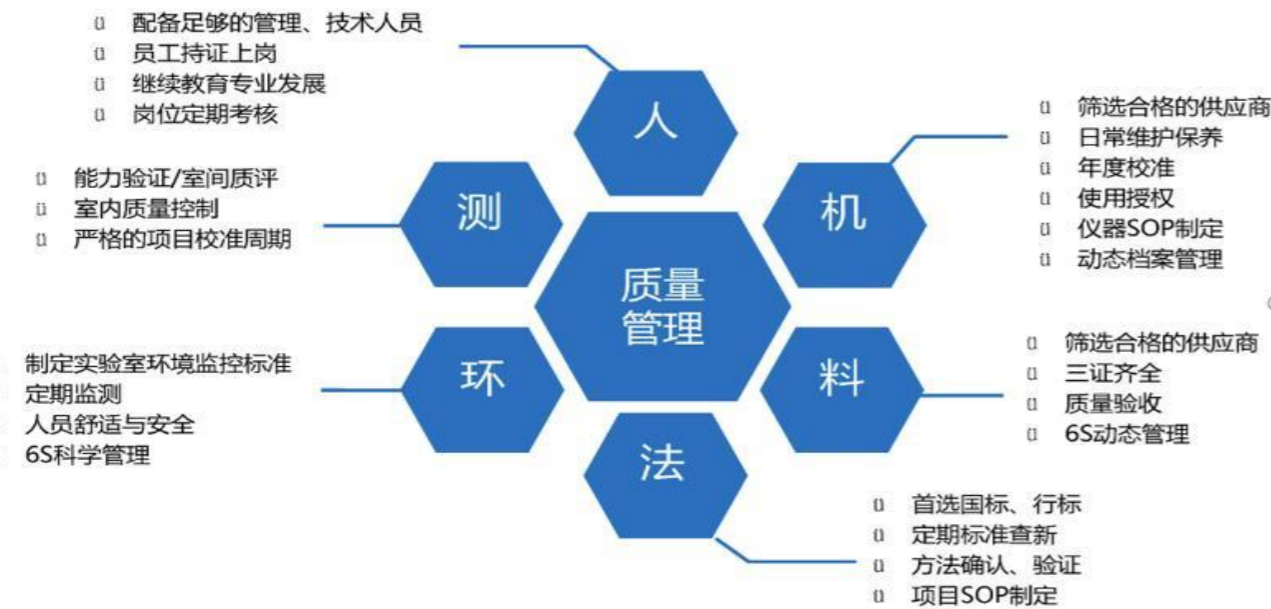 配备足够的管理、技术人员
员工持证上岗
继续教育专业发展
岗位定期考核
人
筛选合格的供应商
日常维护保养
年度校准
使用授权
仪器SOP制定
动态档案管理
机
能力验证/室间质评
室内质量控制
严格的项目校准周期
测
质量
管理
制定实验室环境监控标准
定期监测
人员舒适与安全
6S科学管理
环
筛选合格的供应商
三证齐全
质量验收
6S动态管理
料
法
首选国标、行标
定期标准查新
方法确认、验证
项目SOP制定